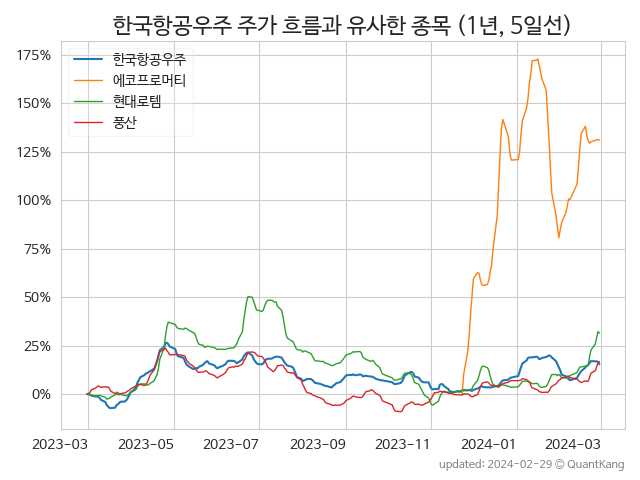 한국항공우주 주가 흐름과 유사한 종목 (1년, 5일선)
175%
150%
125%
100%
75%
50%
25%
0%
한국항공우주
에코프로머티
현대로템
풍산
2023-03 2023-05 2023-07 2023-09 2023-11 2024-01 2024-03
updated: 2024-02-29 © QuantKang